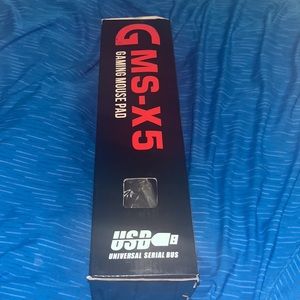 GMS-X5
GAMING MOUSE PAD
USB
UNIVERSAL SERIAL BUS